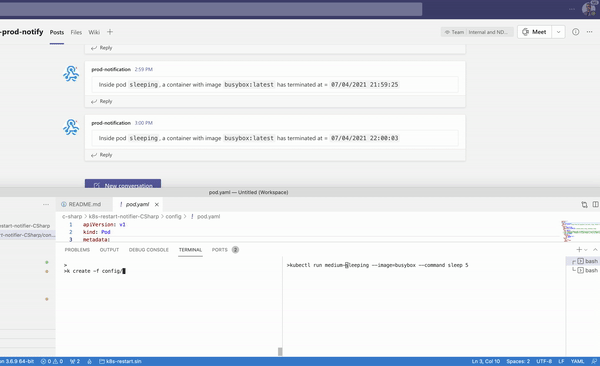 -prod-notify Posts Files Wiki +
Team | Internal and ND... Meet
Reply
prod-notification 2:59 PM
Inside pod sleeping, a container with image busybox:latest has terminated at = 07/04/2021 21:59:25
Reply
prod-notification 3:00 PM
Inside pod sleeping, a container with image busybox:latest has terminated at = 07/04/2021 22:00:03
Reply
New conversation
pod.yaml — Untitled (Workspace)
README.md pod.yaml
c-sharp > k8s-restart-notifier-CSharp > config > pod.yaml
estart-notifier-CSharp
rt-notifier-CSharp/con...
1 apiVersion: v1
2 kind: Pod
3 metadata:
PROBLEMS OUTPUT DEBUG CONSOLE TERMINAL PORTS 2
>
>k create -f config/
>kubectl run medium-sleeping --image=busybox --command sleep 5
bash
bash
n 3.6.9 64-bit 0 0 2 k8s-restart.sln
Ln 3, Col 10 Spaces: 2 UTF-8 LF YAML